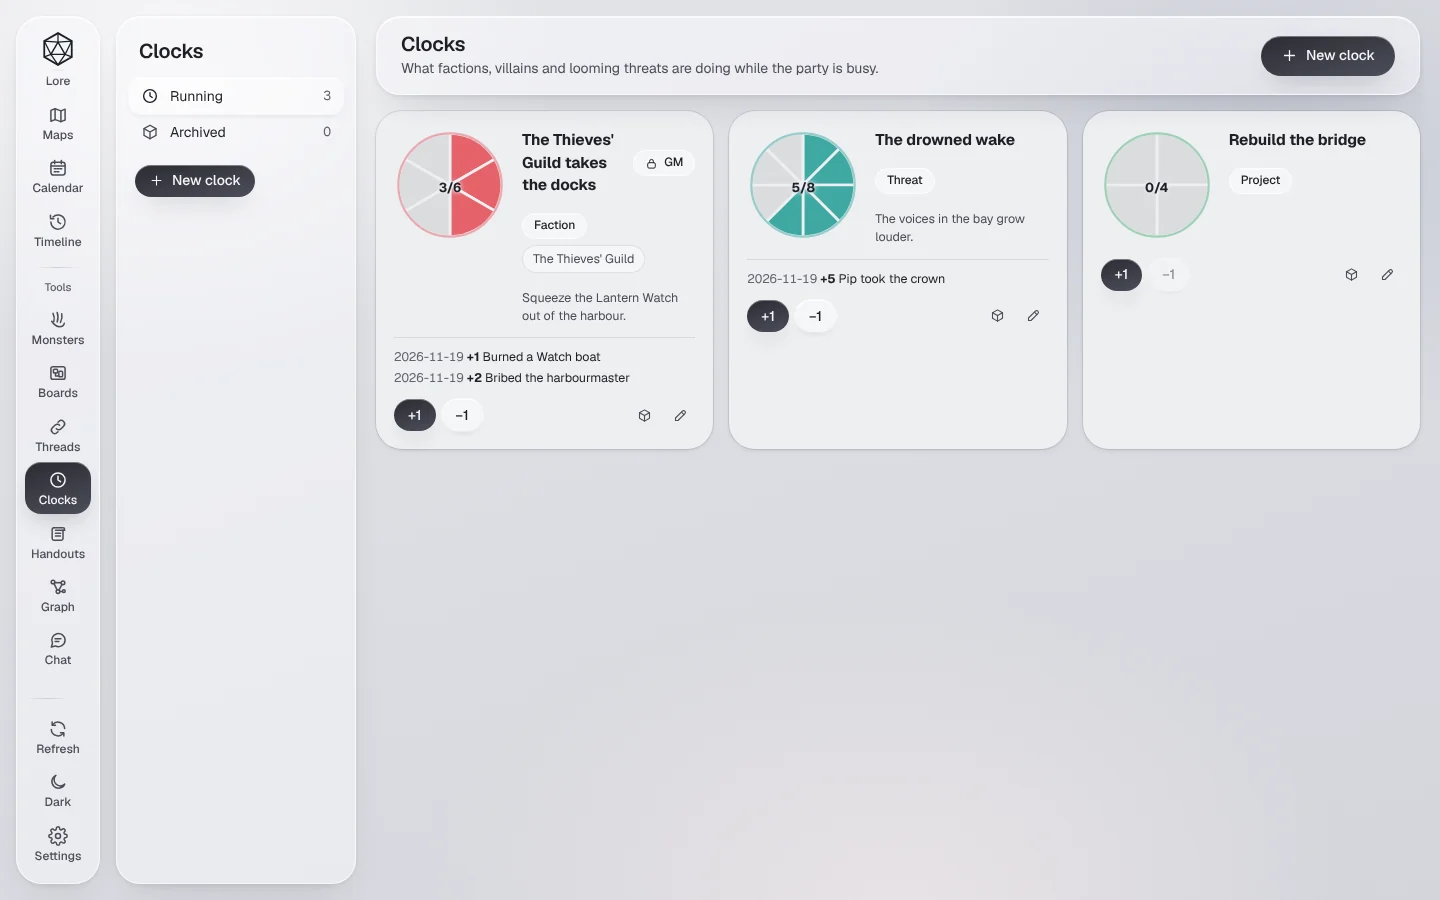 Lore
Maps
Calendar
Timeline
Tools
Monsters
Boards
Threads
Clocks
Handouts
Graph
Chat
Refresh
Dark
Settings
Clocks
Running 3
Archived 0
+ New clock
Clocks
What factions, villains and looming threats are doing while the party is busy.
+ New clock
3/6
The Thieves'
Guild takes
the docks
GM
Faction
The Thieves' Guild
Squeeze the Lantern Watch
out of the harbour.
2026-11-19 +1 Burned a Watch boat
2026-11-19 +2 Bribed the harbourmaster
+1 −1
5/8
The drowned wake
Threat
The voices in the bay grow
louder.
2026-11-19 +5 Pip took the crown
+1 −1
0/4
Rebuild the bridge
Project
+1 −1